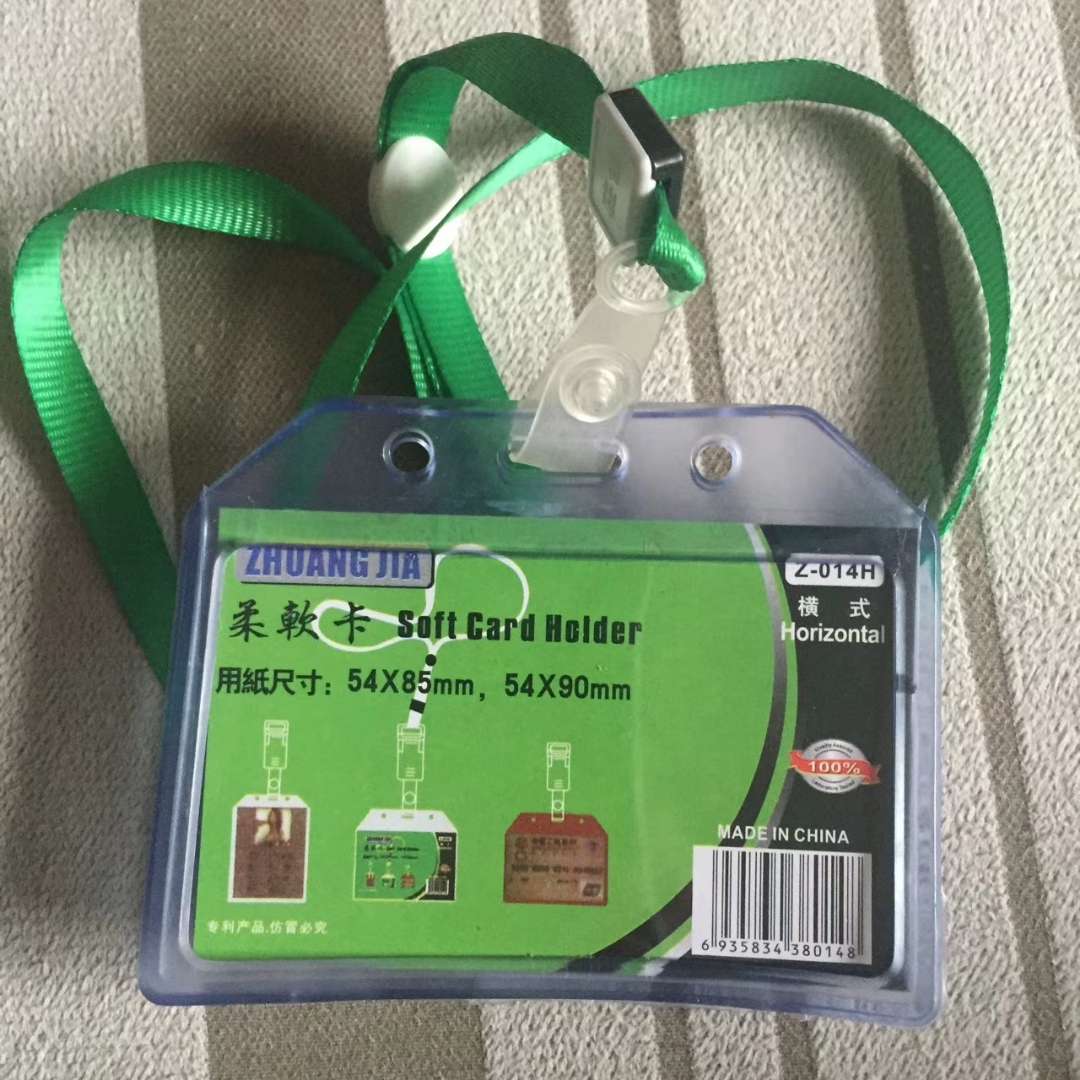 ZHUANG JIA
Z-014H
柔軟卡 Soft Card Holder
横 式
Horizontal
用紙尺寸：54X85mm，54X90mm
100%
MADE IN CHINA
专利产品.仿冒必究
6 935834 380148